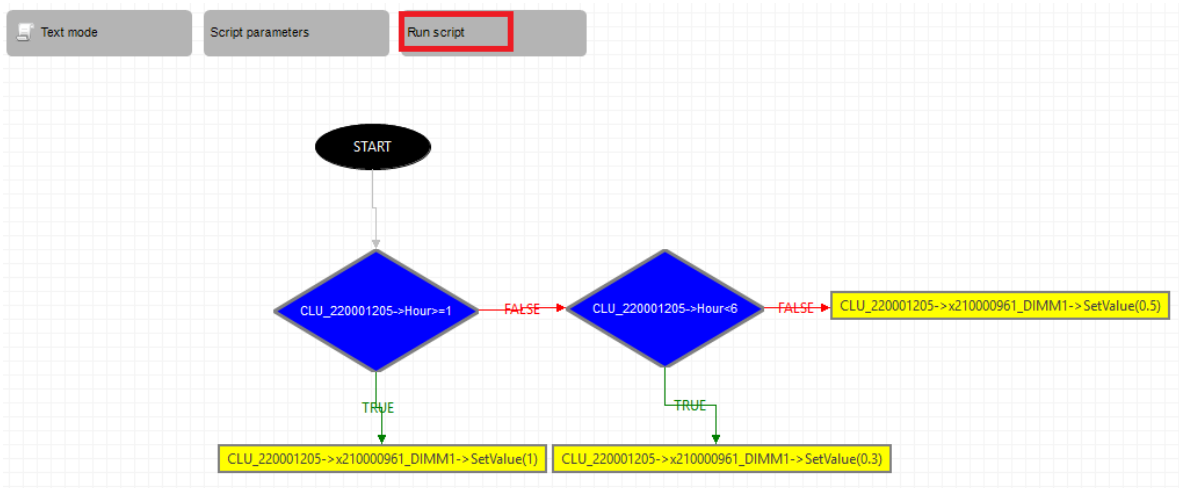 Text mode
Script parameters
Run script
START
CLU_220001205->Hour>=1
FALSE
CLU_220001205->Hour<6
FALSE
CLU_220001205->x210000961_DIMM1->SetValue(0.5)
TRUE
TRUE
CLU_220001205->x210000961_DIMM1->SetValue(1)
CLU_220001205->x210000961_DIMM1->SetValue(0.3)